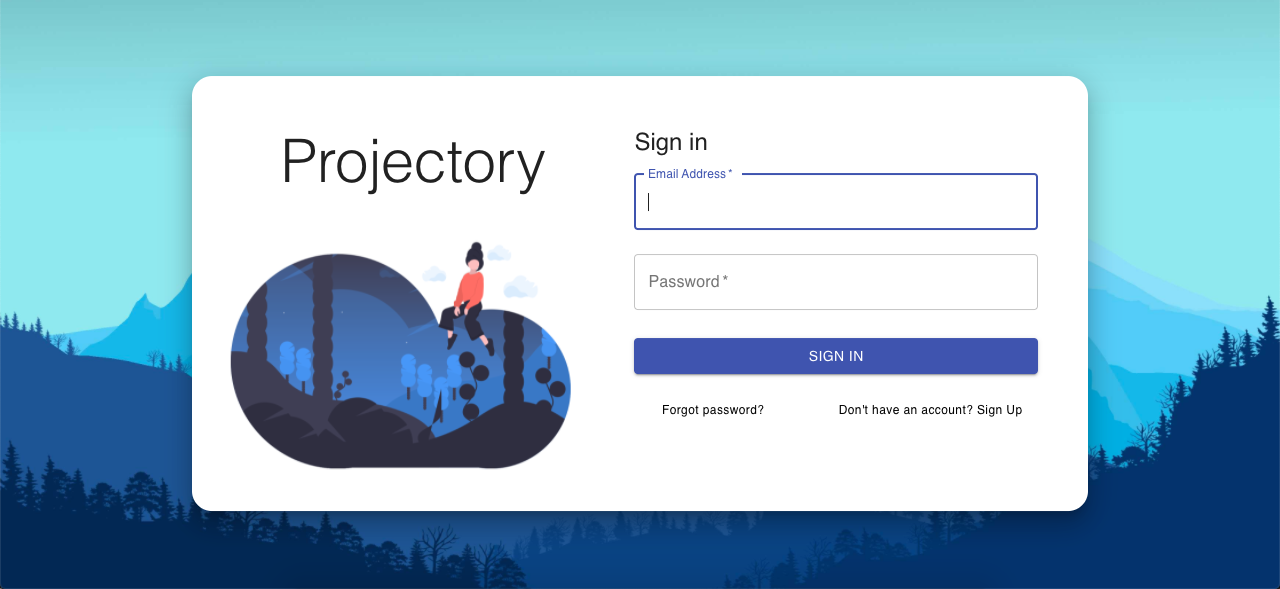 Projectory
Sign in
Email Address *
Password *
SIGN IN
Forgot password?
Don't have an account? Sign Up